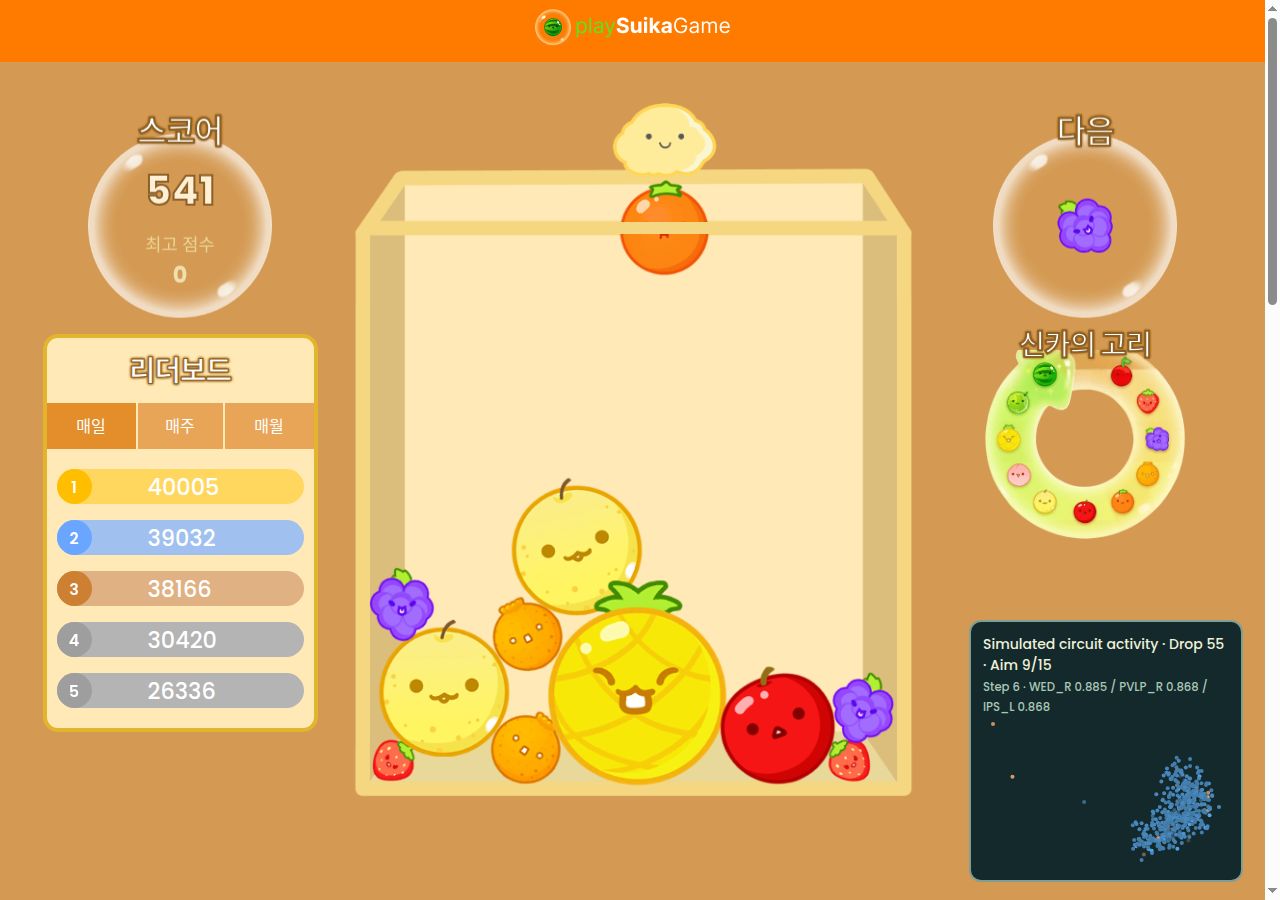 playSuikaGame
스코어
541
최고 점수
0
다음
신카의 고리
리더보드
매일
매주
매월
1
40005
2
39032
3
38166
4
30420
5
26336
Simulated circuit activity · Drop 55
· Aim 9/15
Step 6 · WED_R 0.885 / PVLP_R 0.868 /
IPS_L 0.868